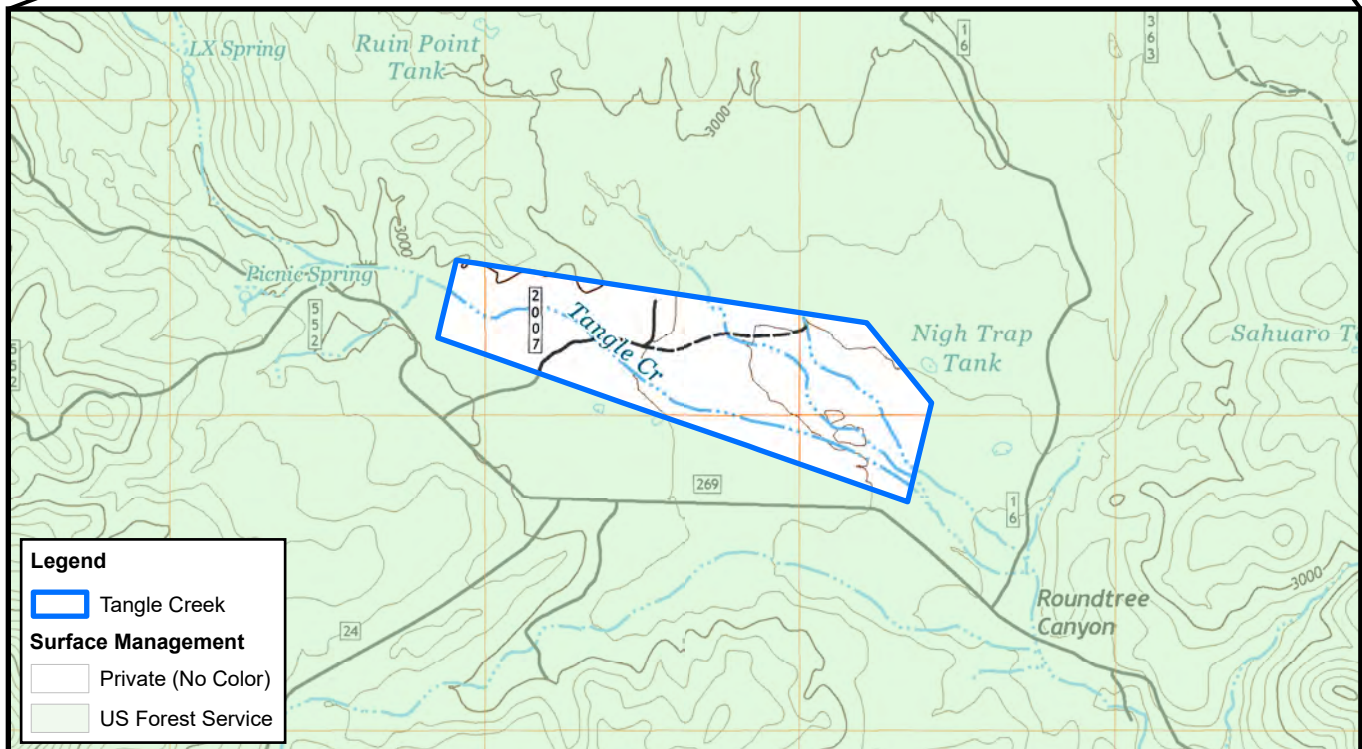 LX Spring
Ruin Point
Tank
16
363
3000
3000
Picnic Spring
552
2007
Tangle Cr
Nigh Trap
Tank
Sahuaro T
552
269
16
24
Roundtree
Canyon
3000
Legend
Tangle Creek
Surface Management
Private (No Color)
US Forest Service